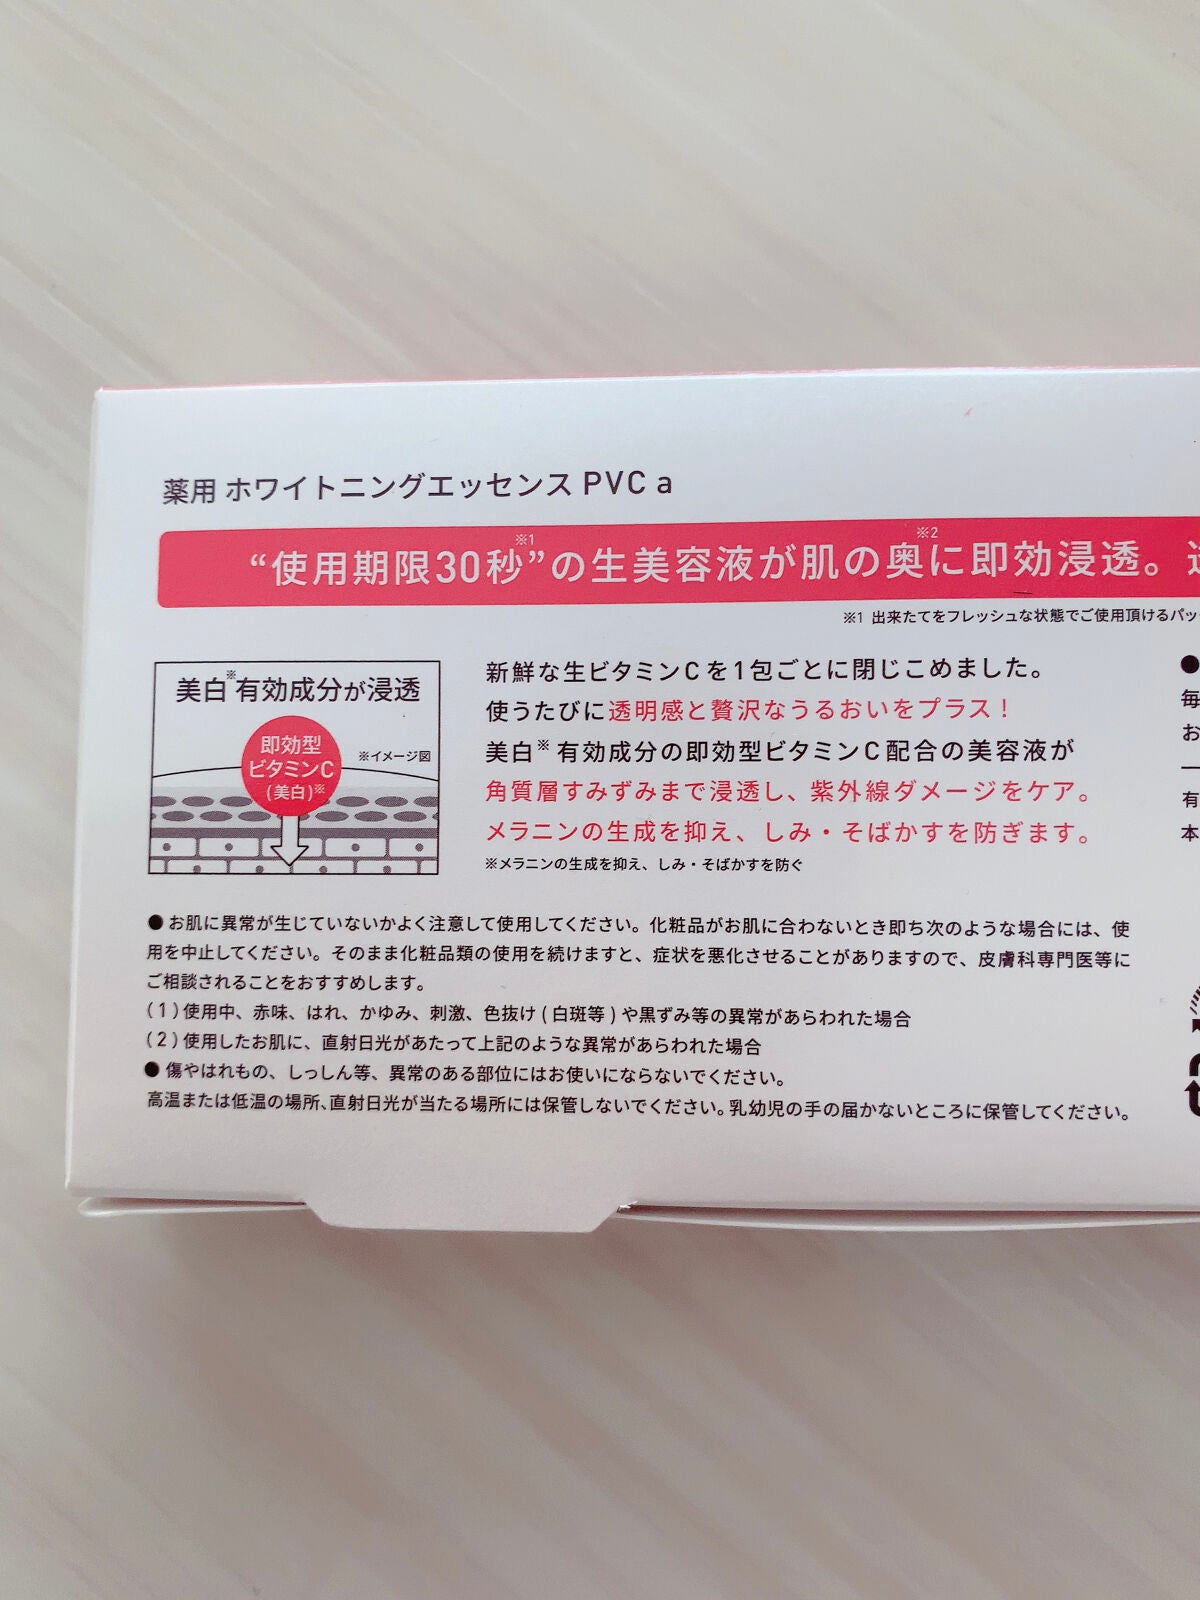 薬用 ホワイトニングエッセンス PVC a
“使用期限30秒※1”の生美容液が肌の奥※2に即効浸透。
※1 出来たてをフレッシュな状態でご使用頂けるパッ
美白※有効成分が浸透
即効型
ビタミンC
(美白)※
※イメージ図
新鮮な生ビタミンCを1包ごとに閉じこめました。
使うたびに透明感と贅沢なうるおいをプラス！
美白※有効成分の即効型ビタミンC配合の美容液が
角質層すみずみまで浸透し、紫外線ダメージをケア。
メラニンの生成を抑え、しみ・そばかすを防ぎます。
※メラニンの生成を抑え、しみ・そばかすを防ぐ
●お肌に異常が生じていないかよく注意して使用してください。化粧品がお肌に合わないとき即ち次のような場合には、使
用を中止してください。そのまま化粧品類の使用を続けますと、症状を悪化させることがありますので、皮膚科専門医等に
ご相談されることをおすすめします。
(1)使用中、赤味、はれ、かゆみ、刺激、色抜け(白斑等)や黒ずみ等の異常があらわれた場合
(2)使用したお肌に、直射日光があたって上記のような異常があらわれた場合
●傷やはれもの、しっしん等、異常のある部位にはお使いにならないでください。
高温または低温の場所、直射日光が当たる場所には保管しないでください。乳幼児の手の届かないところに保管してください。
●
毎
お
一
有
本